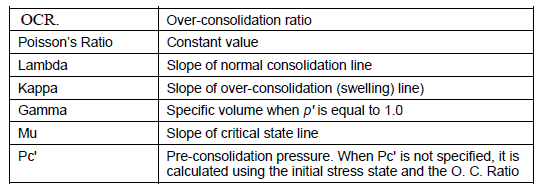 OCR. Over-consolidation ratio
Poisson's Ratio Constant value
Lambda Slope of normal consolidation line
Kappa Slope of over-consolidation (swelling) line)
Gamma Specific volume when p' is equal to 1.0
Mu Slope of critical state line
Pc' Pre-consolidation pressure. When Pc' is not specified, it is
calculated using the initial stress state and the O. C. Ratio